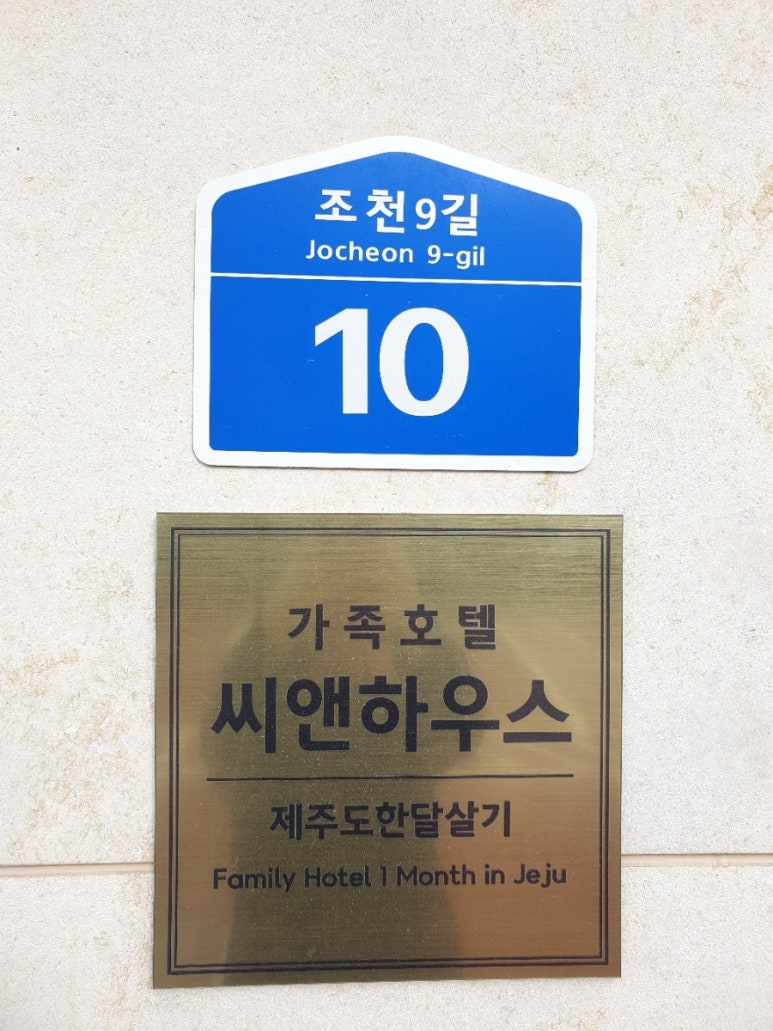 조천9길
Jocheon 9-gil
10
가족호텔
씨앤하우스
제주도한달살기
Family Hotel 1 Month in Jeju